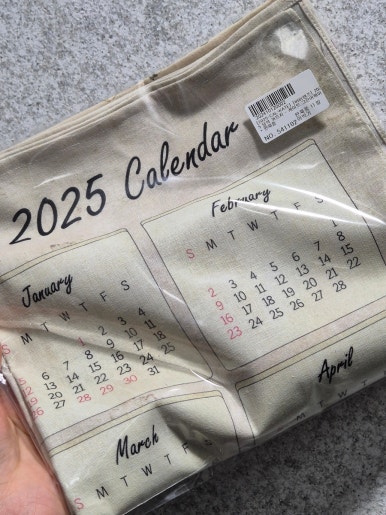 2025 Calendar
NO. 541102
January
S M T W T F S
1 2 3 4
5 6 7 8 9 10 11
12 13 14 15 16 17 18
19 20 21 22 23 24 25
26 27 28 29 30 31
February
S M T W T F S
1
2 3 4 5 6 7 8
9 10 11 12 13 14 15
16 17 18 19 20 21 22
23 24 25 26 27 28
March
S M T W T F S
April
M T W T